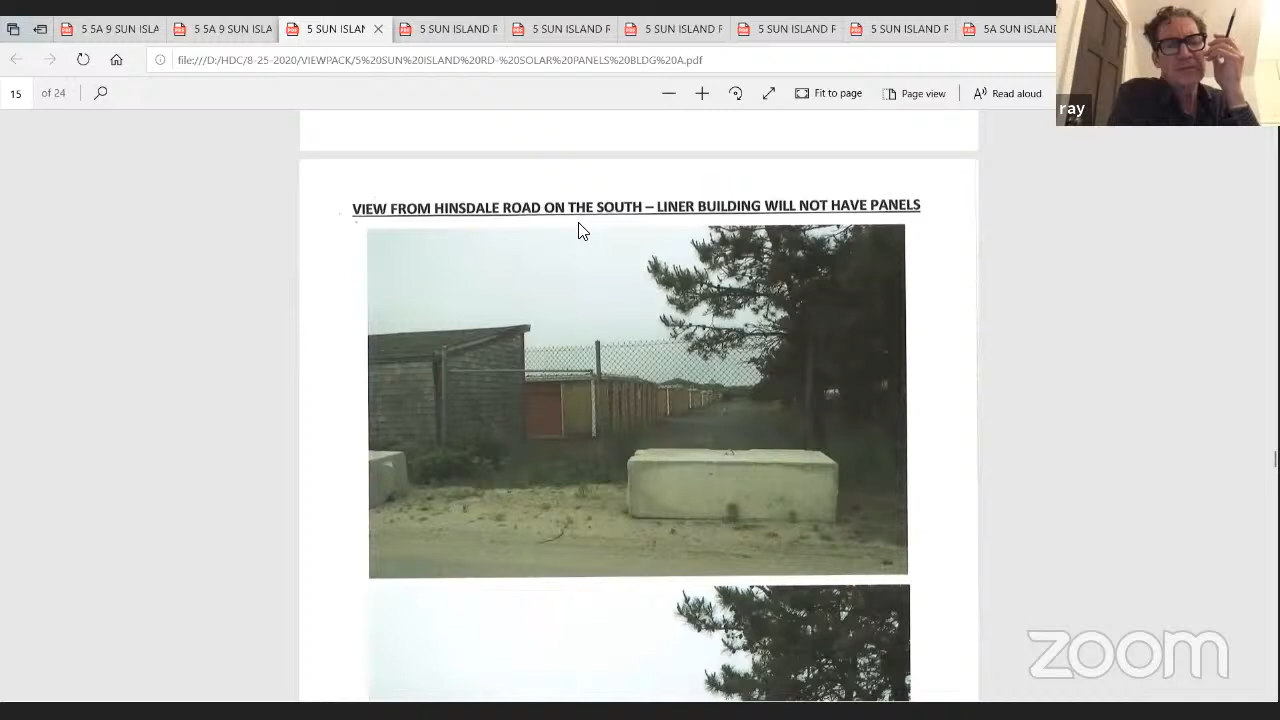 5 5A 9 SUN ISLA
5 5A 9 SUN ISLA
5 SUN ISLAN
5 SUN ISLAND F
5 SUN ISLAND F
5 SUN ISLAND F
5 SUN ISLAND F
5 SUN ISLAND F
5A SUN ISLAN
file:///D:/HDC/8-25-2020/VIEWPACK/5%20SUN%20ISLAND%20RD-%20SOLAR%20PANELS%20BLDG%20A.pdf
15 of 24
Fit to page
Page view
Read aloud
ray
VIEW FROM HINSDALE ROAD ON THE SOUTH – LINER BUILDING WILL NOT HAVE PANELS
zoom